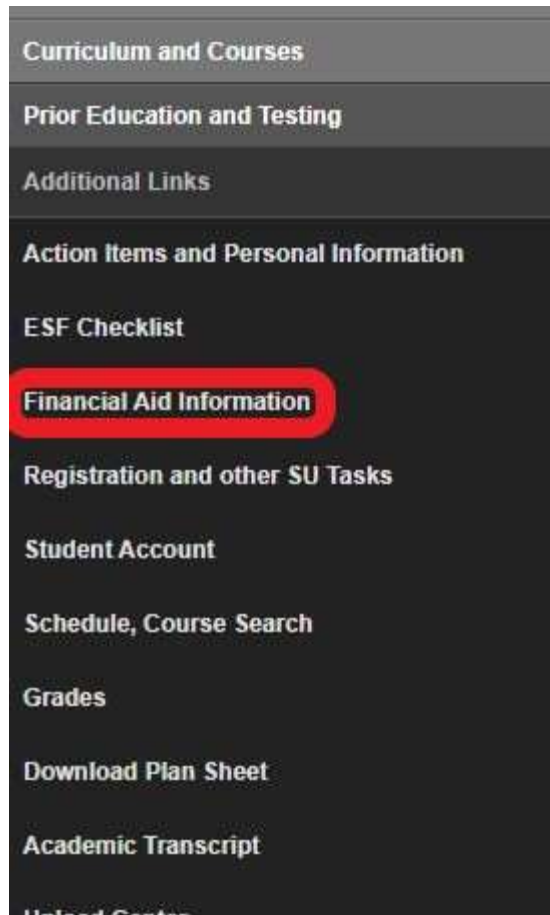 Curriculum and Courses
Prior Education and Testing
Additional Links
Action Items and Personal Information
ESF Checklist
Financial Aid Information
Registration and other SU Tasks
Student Account
Schedule, Course Search
Grades
Download Plan Sheet
Academic Transcript